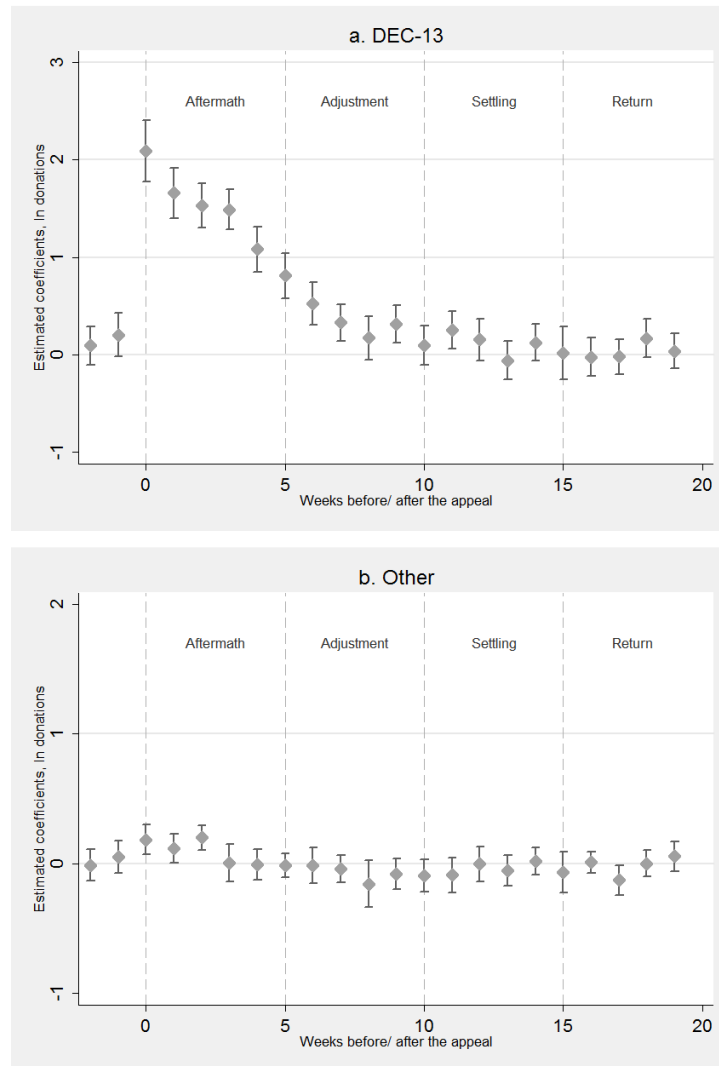 a. DEC-13
Estimated coefficients, ln donations
3
2
1
0
-1
Aftermath Adjustment Settling Return
0 5 10 15 20
Weeks before/ after the appeal
b. Other
Estimated coefficients, ln donations
2
1
0
-1
Aftermath Adjustment Settling Return
0 5 10 15 20
Weeks before/ after the appeal